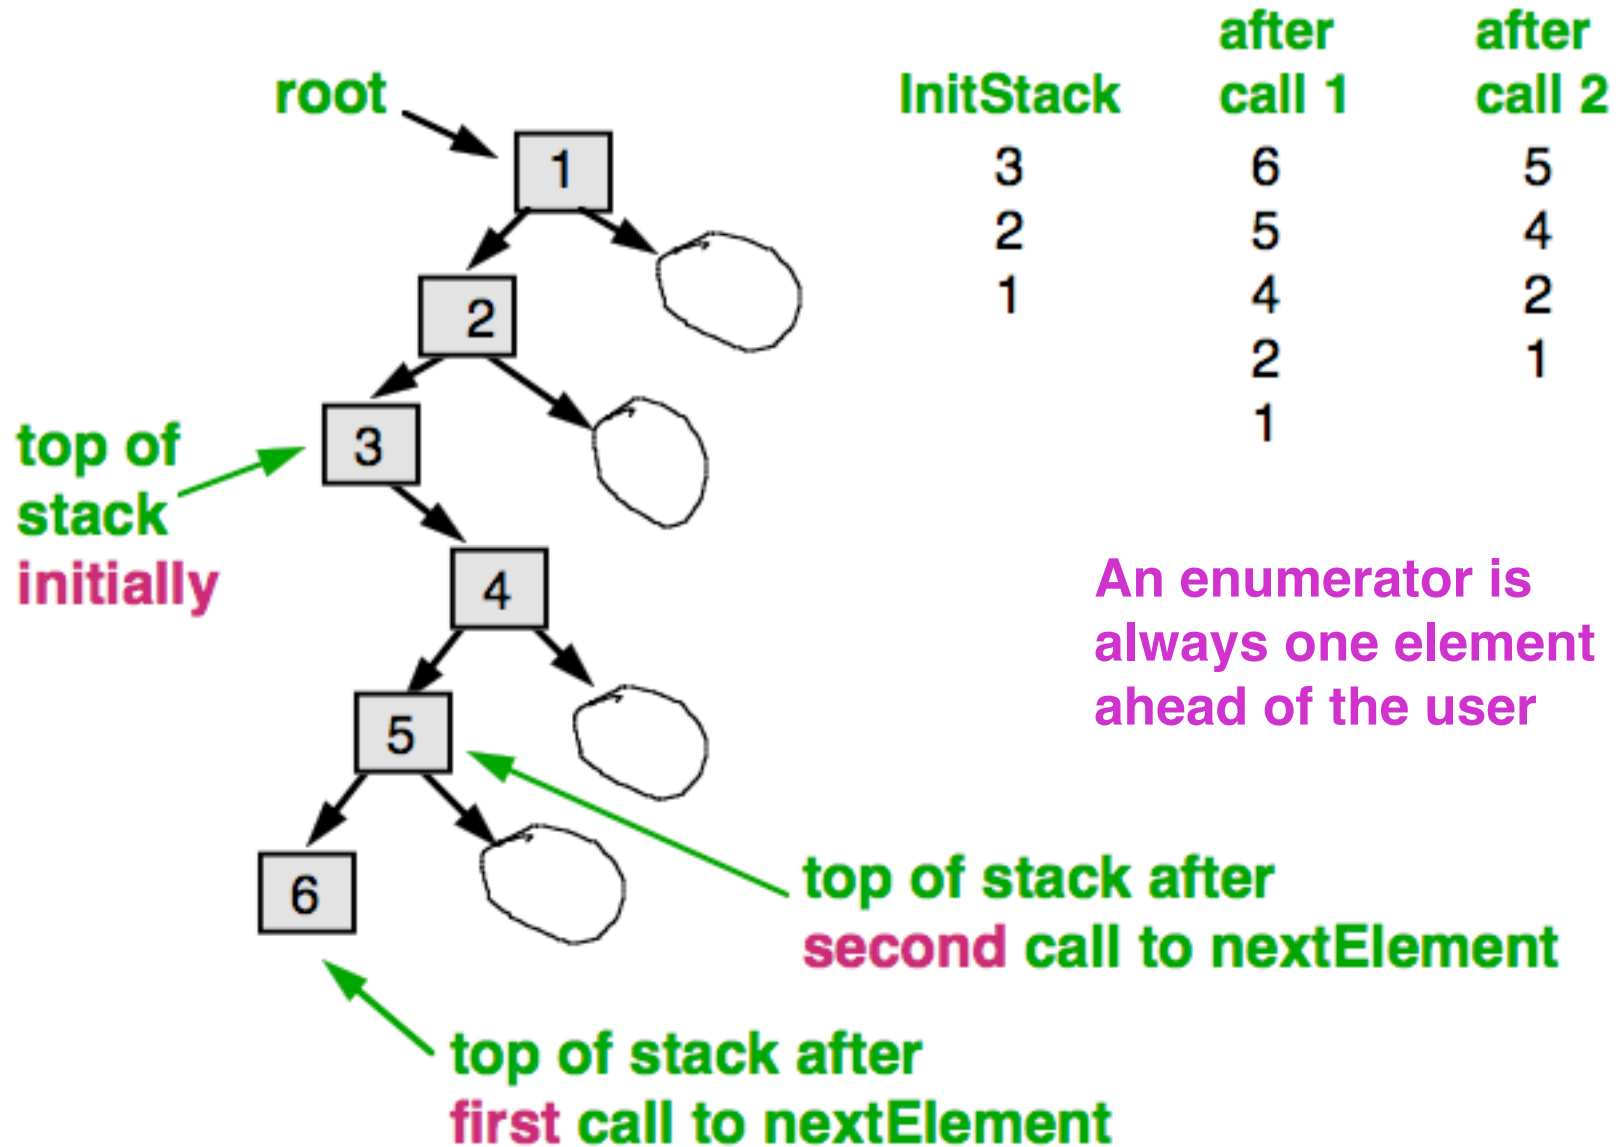 root
1
2
3
4
5
6
top of
stack
initially
InitStack
3
2
1
after
call 1
6
5
4
2
1
after
call 2
5
4
2
1
An enumerator is
always one element
ahead of the user
top of stack after
second call to nextElement
top of stack after
first call to nextElement